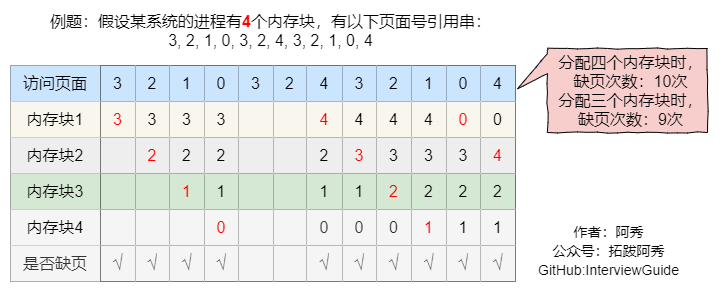 例题：假设某系统的进程有4个内存块，有以下页面号引用串：
3, 2, 1, 0, 3, 2, 4, 3, 2, 1, 0, 4
分配四个内存块时，
缺页次数：10次
分配三个内存块时，
缺页次数：9次
访问页面 3 2 1 0 3 2 4 3 2 1 0 4
内存块1 3 3 3 3 4 4 4 4 0 0
内存块2 2 2 2 2 3 3 3 3 4
内存块3 1 1 1 1 2 2 2 2
内存块4 0 0 0 0 1 1 1
是否缺页 √ √ √ √ √ √ √ √ √ √
作者：阿秀
公众号：拓跋阿秀
GitHub:InterviewGuide